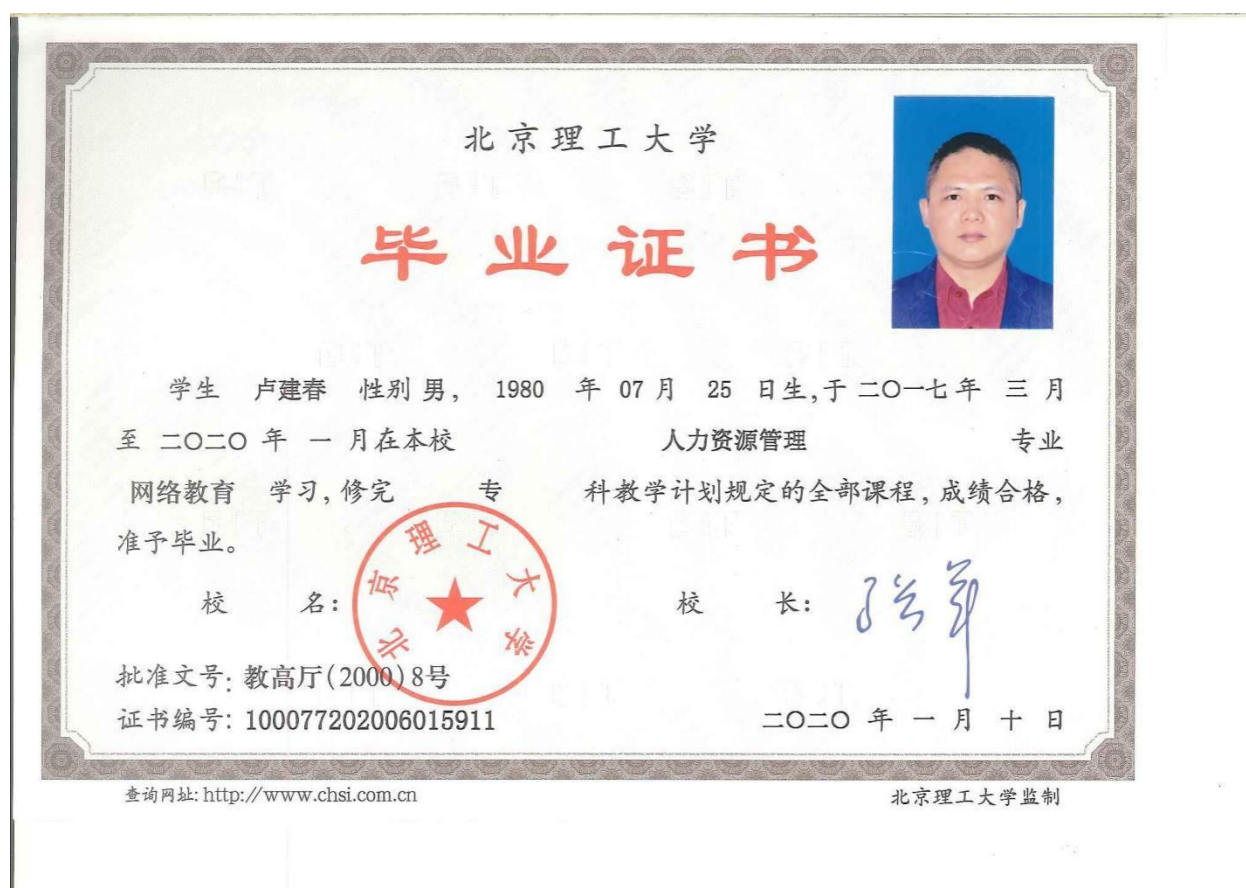 北京理工大学
毕业证书
学生 卢建春 性别 男, 1980 年 07 月 25 日生,于 二〇一七 年 三 月
至 二〇二〇 年 一 月在本校 人力资源管理 专业
网络教育 学习,修完 专 科教学计划规定的全部课程,成绩合格,
准予毕业。
校 名: 北京理工大学 校 长:
批准文号: 教高厅(2000)8号
证书编号: 100077202006015911 二〇二〇 年 一 月 十 日
查询网址: http://www.chsi.com.cn 北京理工大学监制